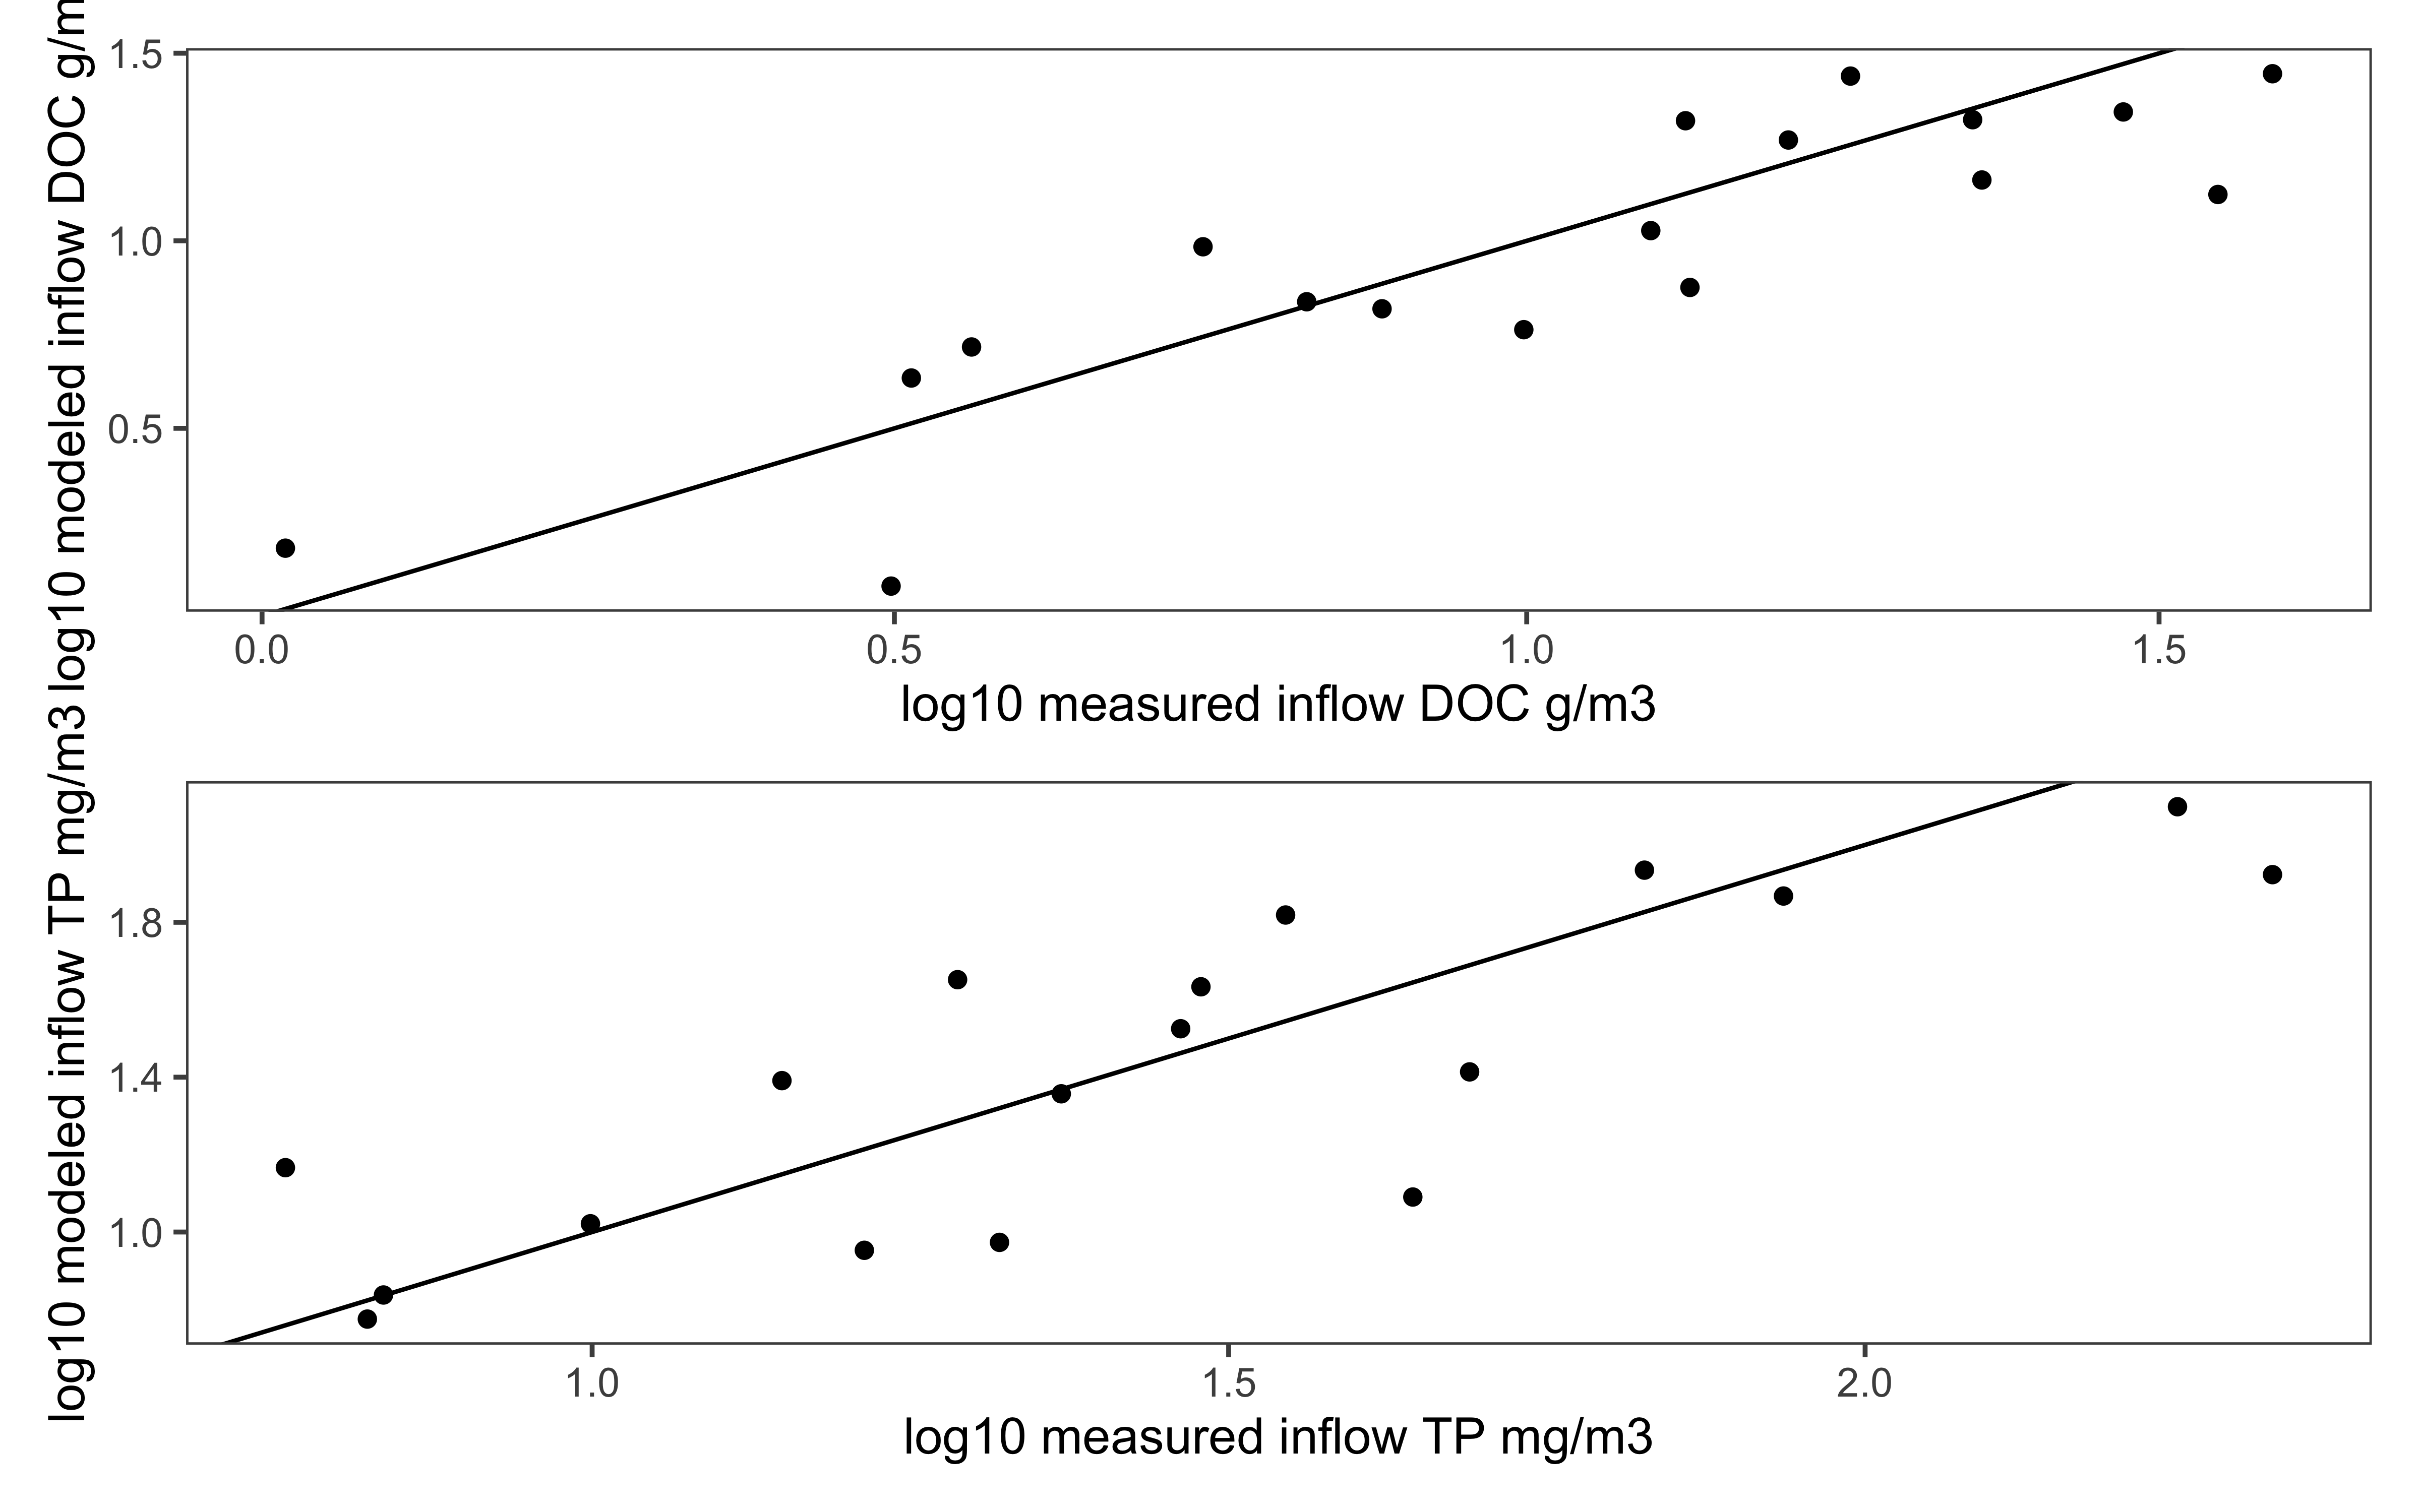 log10 modeled inflow DOC g/m
1.5
1.0
0.5
0.0 0.5 1.0 1.5
log10 measured inflow DOC g/m3
log10 modeled inflow TP mg/m3
1.8
1.4
1.0
1.0 1.5 2.0
log10 measured inflow TP mg/m3